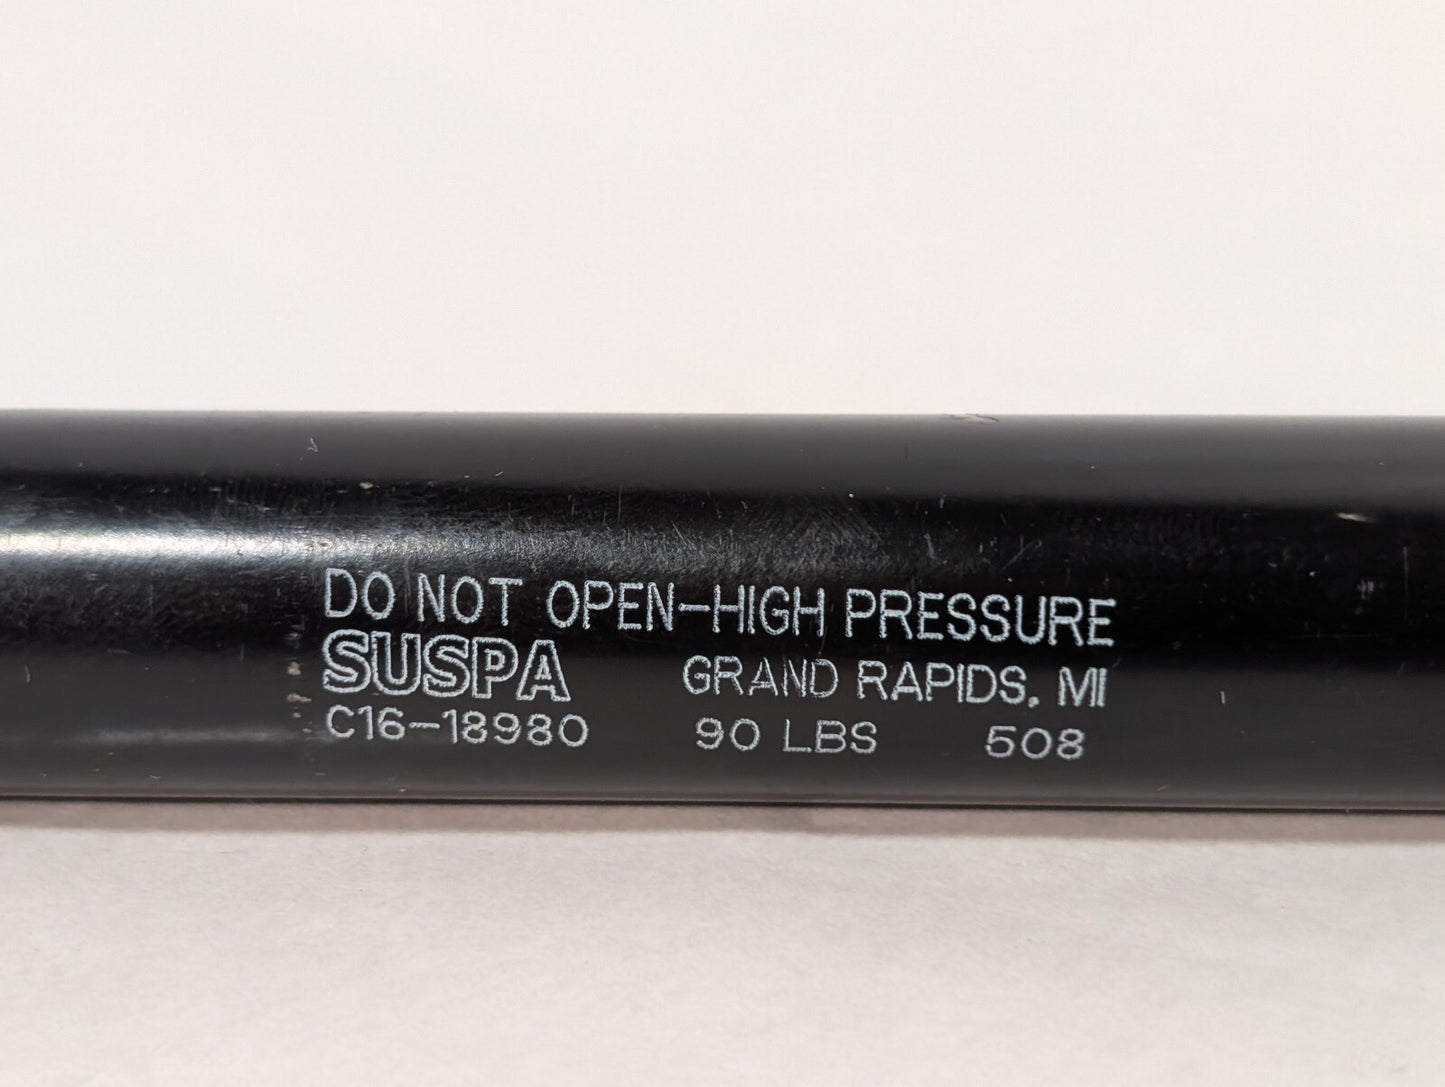 DO NOT OPEN-HIGH PRESSURE
SUSPA GRAND RAPIDS, MI
C16-18980 90 LBS 508